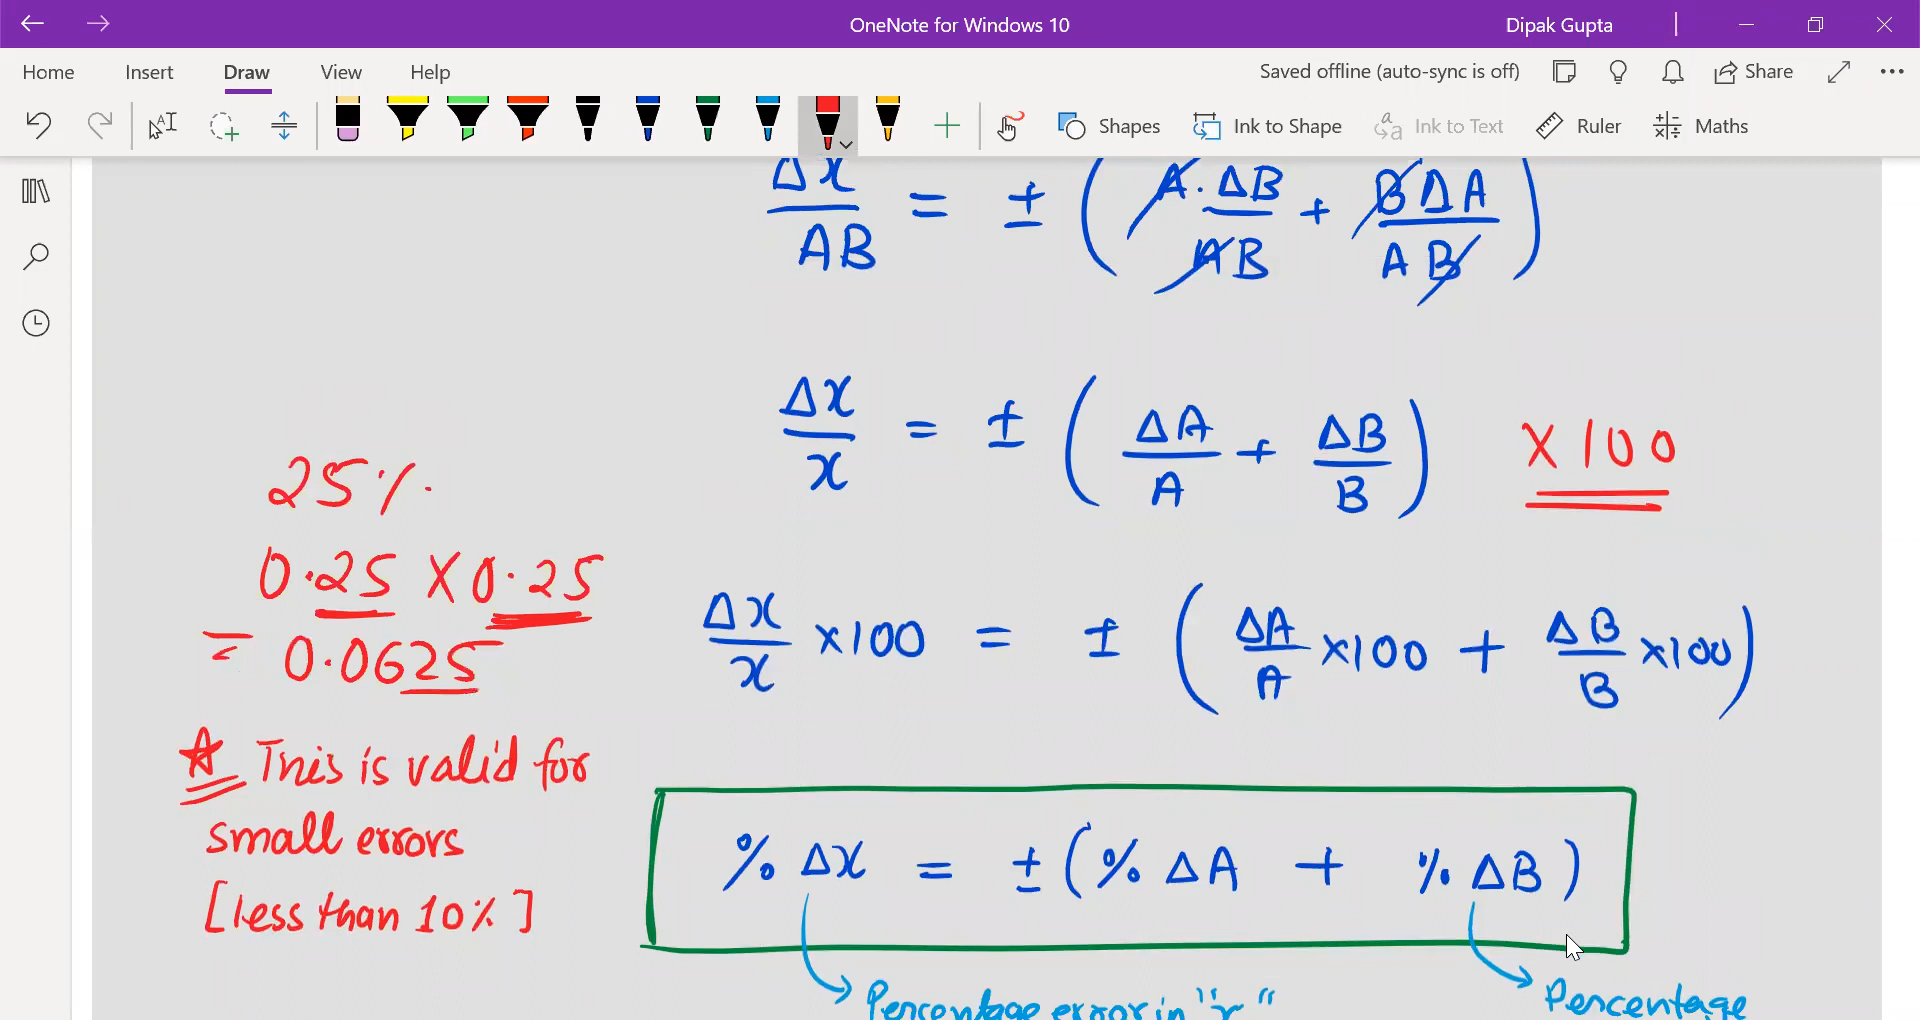 OneNote for Windows 10
Dipak Gupta
Home Insert Draw View Help
Saved offline (auto-sync is off) Share
Shapes Ink to Shape Ink to Text Ruler Maths
Δx/AB = ± (A·ΔB/AB + BΔA/AB)
Δx/x = ± (ΔA/A + ΔB/B) ×100
25%
0.25 × 0.25
= 0.0625
Δx/x ×100 = ± (ΔA/A ×100 + ΔB/B ×100)
This is valid for
small errors
[less than 10%]
% Δx = ± (% ΔA + % ΔB)
Percentage error in "x"
Percentage